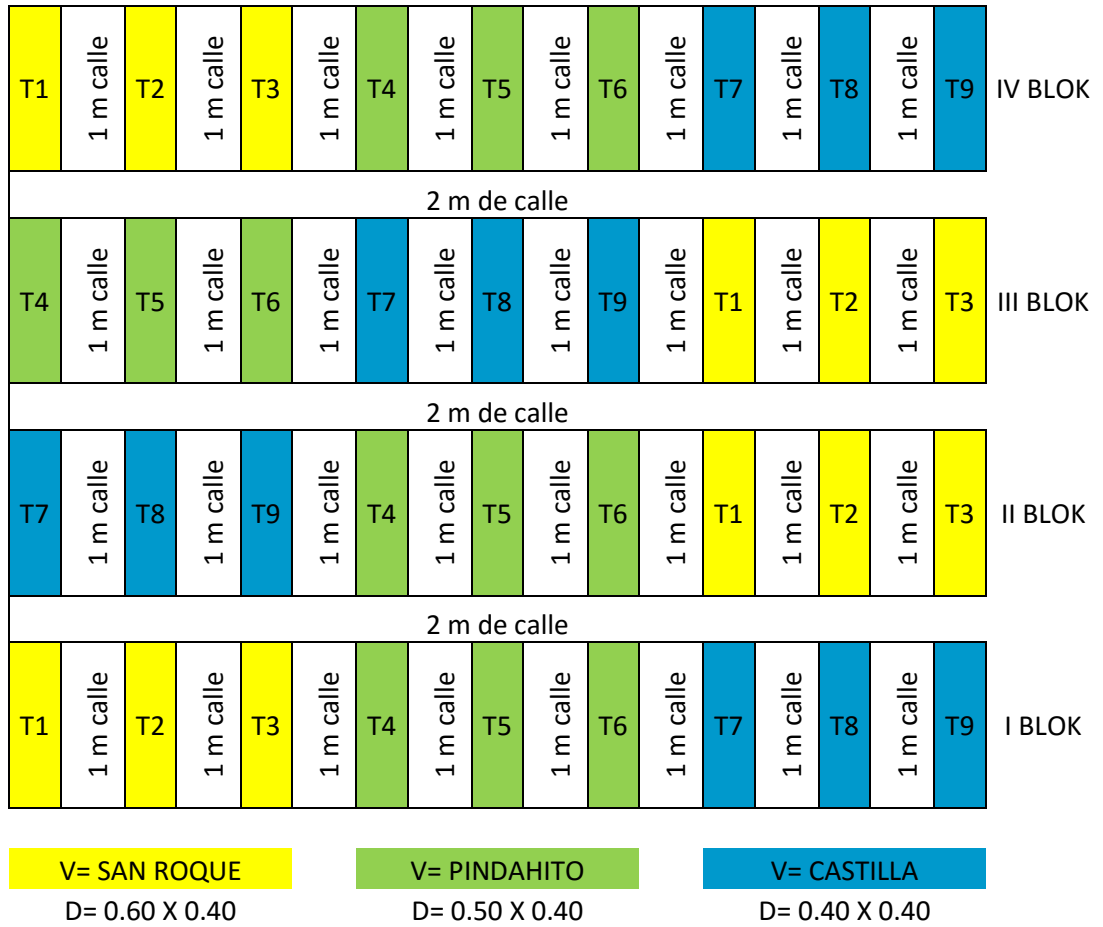 T1 1 m calle T2 1 m calle T3 1 m calle T4 1 m calle T5 1 m calle T6 1 m calle T7 1 m calle T8 1 m calle T9 IV BLOK
2 m de calle
T4 1 m calle T5 1 m calle T6 1 m calle T7 1 m calle T8 1 m calle T9 1 m calle T1 1 m calle T2 1 m calle T3 III BLOK
2 m de calle
T7 1 m calle T8 1 m calle T9 1 m calle T4 1 m calle T5 1 m calle T6 1 m calle T1 1 m calle T2 1 m calle T3 II BLOK
2 m de calle
T1 1 m calle T2 1 m calle T3 1 m calle T4 1 m calle T5 1 m calle T6 1 m calle T7 1 m calle T8 1 m calle T9 I BLOK
V= SAN ROQUE V= PINDAHITO V= CASTILLA
D= 0.60 X 0.40 D= 0.50 X 0.40 D= 0.40 X 0.40